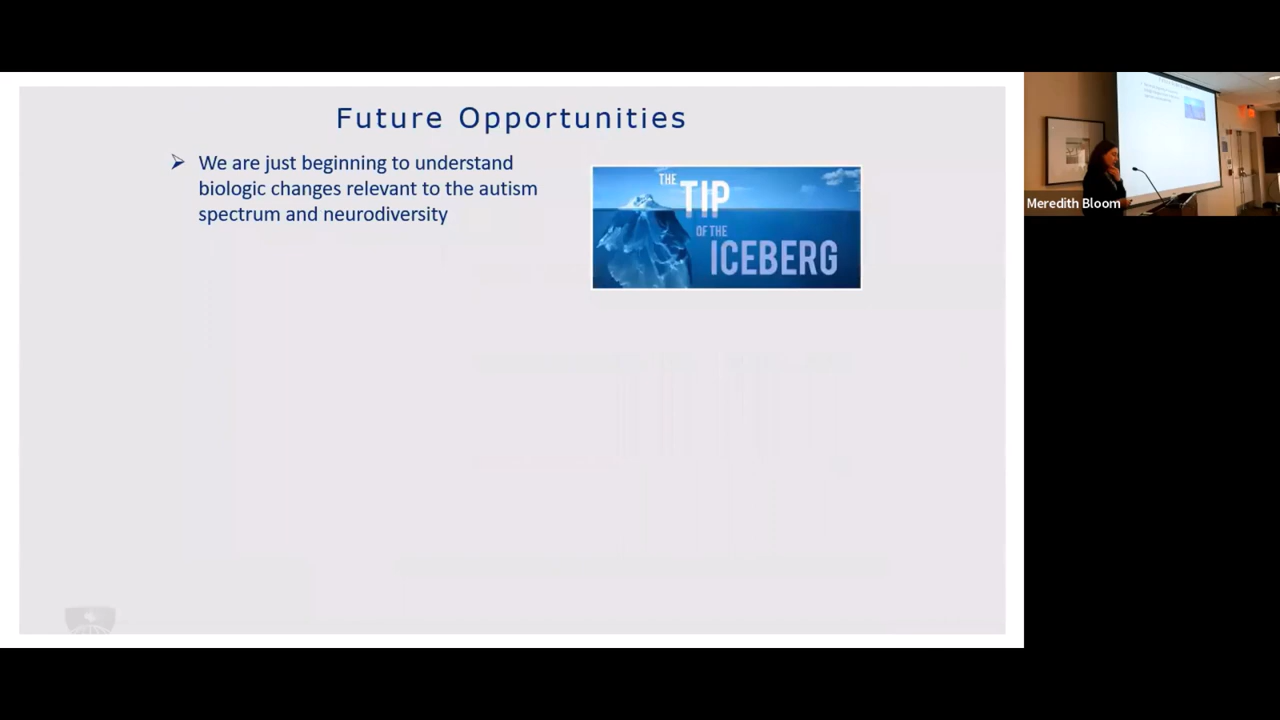 Future Opportunities
➢ We are just beginning to understand
biologic changes relevant to the autism
spectrum and neurodiversity
THE
TIP
OF THE
ICEBERG
Meredith Bloom